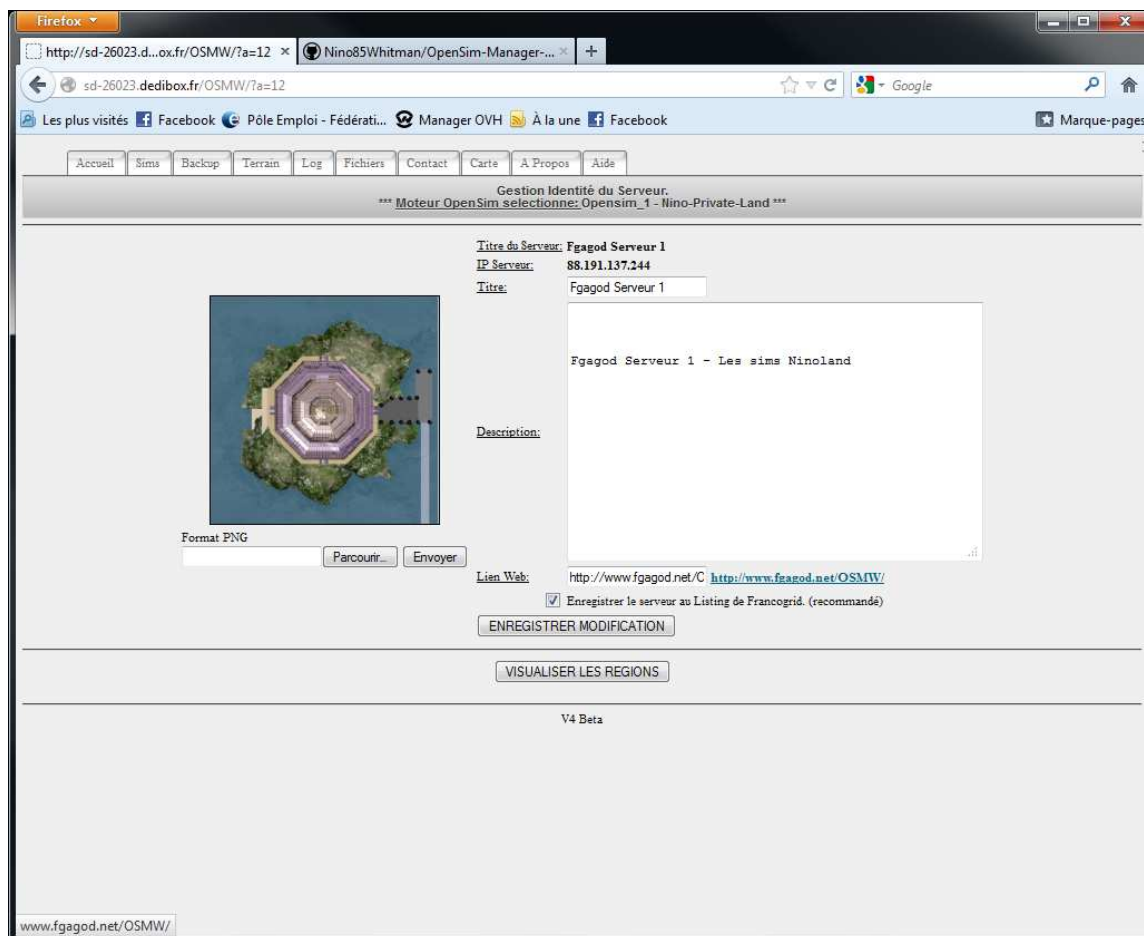 Firefox
http://sd-26023.d...ox.fr/OSMW/?a=12
Nino85Whitman/OpenSim-Manager-...
sd-26023.dedibox.fr/OSMW/?a=12
Google
Les plus visités Facebook Pôle Emploi - Fédérati... Manager OVH À la une Facebook Marque-pages
Accueil Sims Backup Terrain Log Fichiers Contact Carte A Propos Aide
Gestion Identité du Serveur.
*** Moteur OpenSim selectionne: Opensim_1 - Nino-Private-Land ***
Titre du Serveur: Fgagod Serveur 1
IP Serveur: 88.191.137.244
Titre: Fgagod Serveur 1
Fgagod Serveur 1 - Les sims Ninoland
Description:
Format PNG
Parcourir... Envoyer
Lien Web: http://www.fgagod.net/O http://www.fgagod.net/OSMW/
Enregistrer le serveur au Listing de Francogrid. (recommandé)
ENREGISTRER MODIFICATION
VISUALISER LES REGIONS
V4 Beta
www.fgagod.net/OSMW/